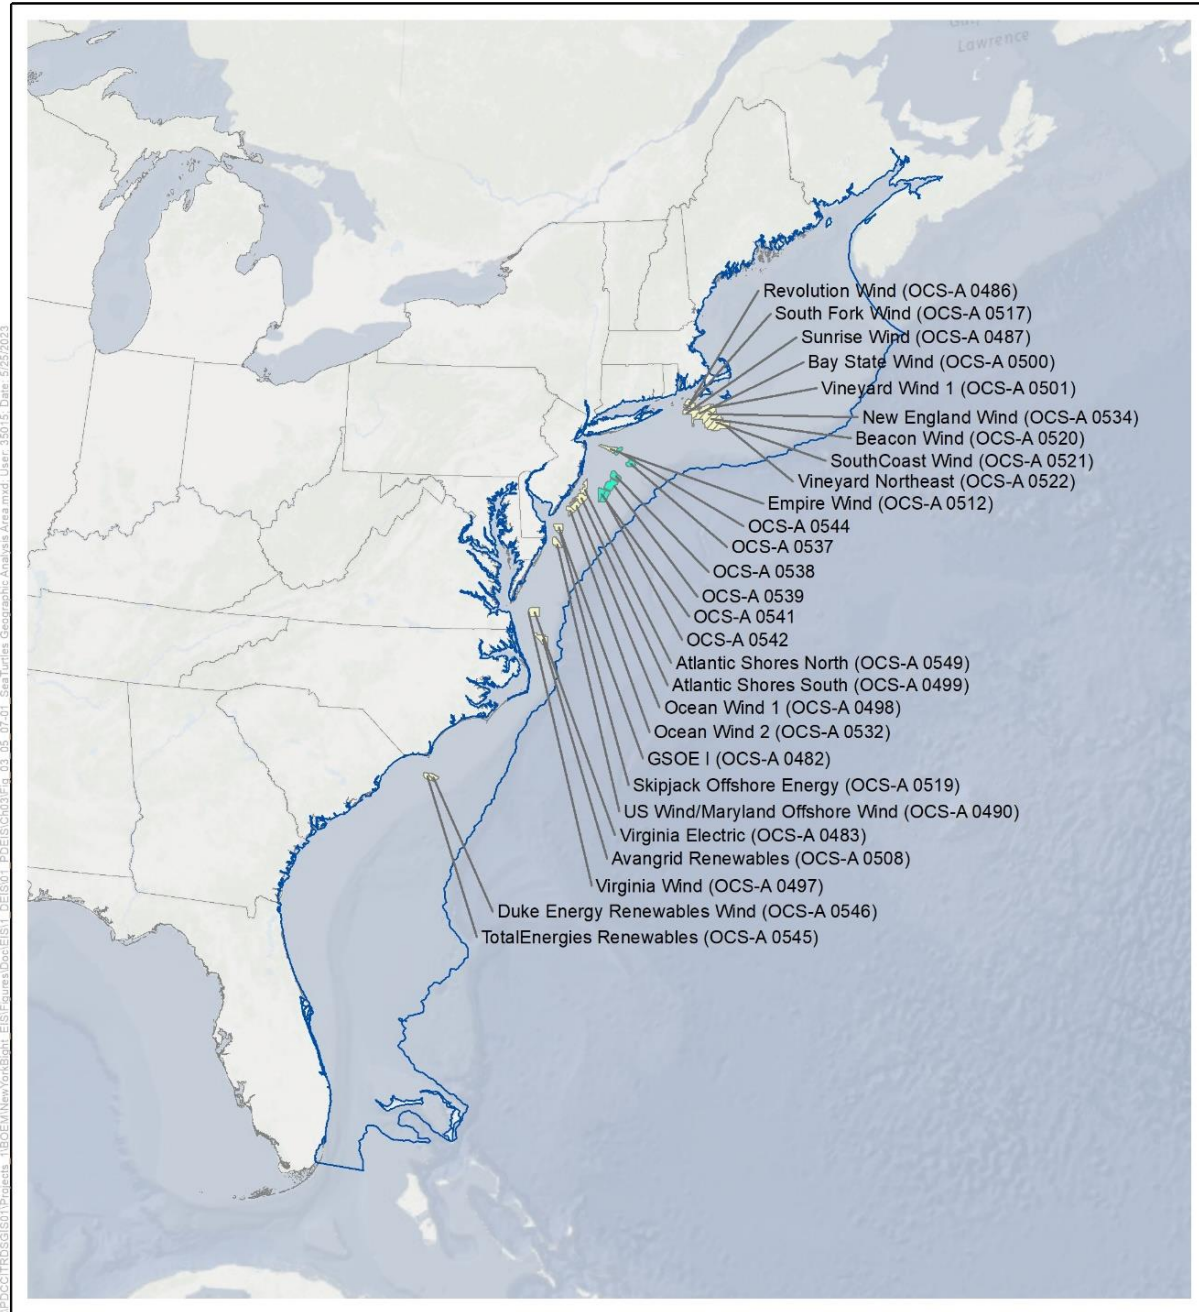 Gulf of
Lawrence
Revolution Wind (OCS-A 0486)
South Fork Wind (OCS-A 0517)
Sunrise Wind (OCS-A 0487)
Bay State Wind (OCS-A 0500)
Vineyard Wind 1 (OCS-A 0501)
New England Wind (OCS-A 0534)
Beacon Wind (OCS-A 0520)
SouthCoast Wind (OCS-A 0521)
Vineyard Northeast (OCS-A 0522)
Empire Wind (OCS-A 0512)
OCS-A 0544
OCS-A 0537
OCS-A 0538
OCS-A 0539
OCS-A 0541
OCS-A 0542
Atlantic Shores North (OCS-A 0549)
Atlantic Shores South (OCS-A 0499)
Ocean Wind 1 (OCS-A 0498)
Ocean Wind 2 (OCS-A 0532)
GSOE I (OCS-A 0482)
Skipjack Offshore Energy (OCS-A 0519)
US Wind/Maryland Offshore Wind (OCS-A 0490)
Virginia Electric (OCS-A 0483)
Avangrid Renewables (OCS-A 0508)
Virginia Wind (OCS-A 0497)
Duke Energy Renewables Wind (OCS-A 0546)
TotalEnergies Renewables (OCS-A 0545)